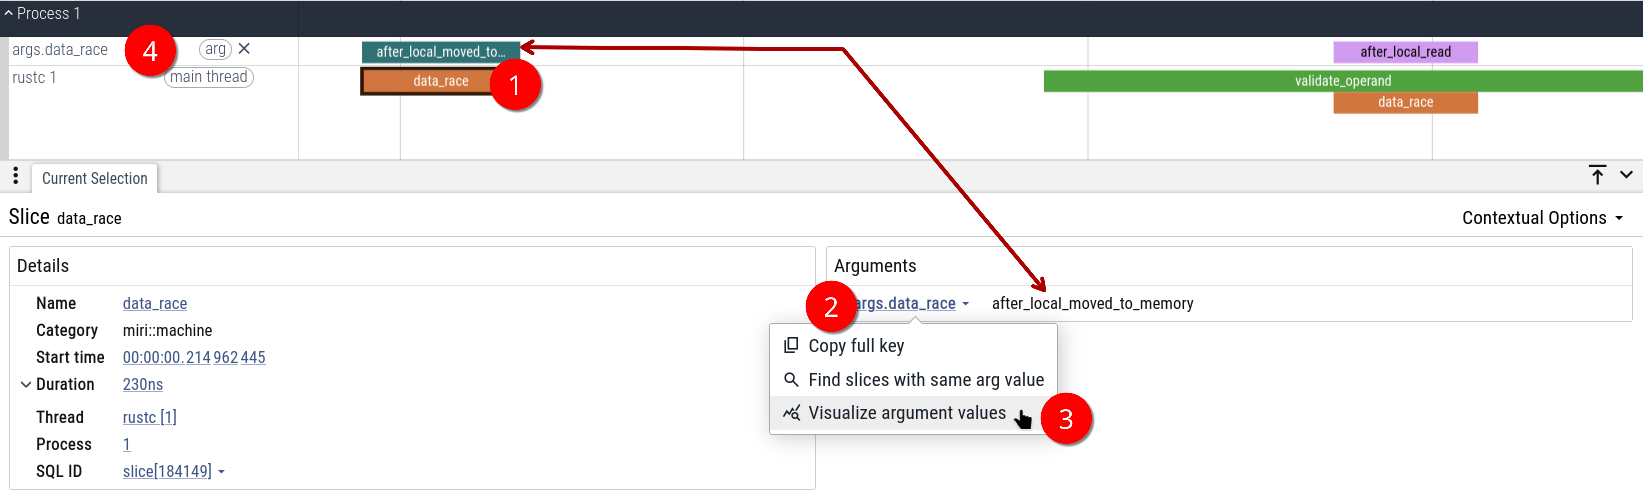 Process 1
args.data_race 4 arg after_local_moved_to… after_local_read
rustc 1 main thread data_race 1 validate_operand
data_race
Current Selection
Slice data_race Contextual Options
Details
Name data_race
Category miri::machine
Start time 00:00:00.214 962 445
Duration 230ns
Thread rustc [1]
Process 1
SQL ID slice[184149]
Arguments
2 args.data_race after_local_moved_to_memory
Copy full key
Find slices with same arg value
Visualize argument values 3